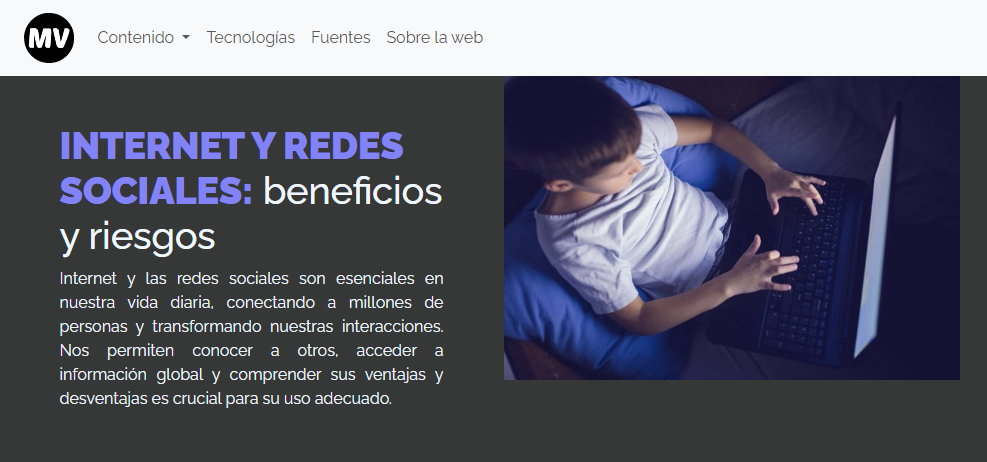 MV
Contenido
Tecnologías
Fuentes
Sobre la web
INTERNET Y REDES
SOCIALES: beneficios
y riesgos
Internet y las redes sociales son esenciales en
nuestra vida diaria, conectando a millones de
personas y transformando nuestras interacciones.
Nos permiten conocer a otros, acceder a
información global y comprender sus ventajas y
desventajas es crucial para su uso adecuado.